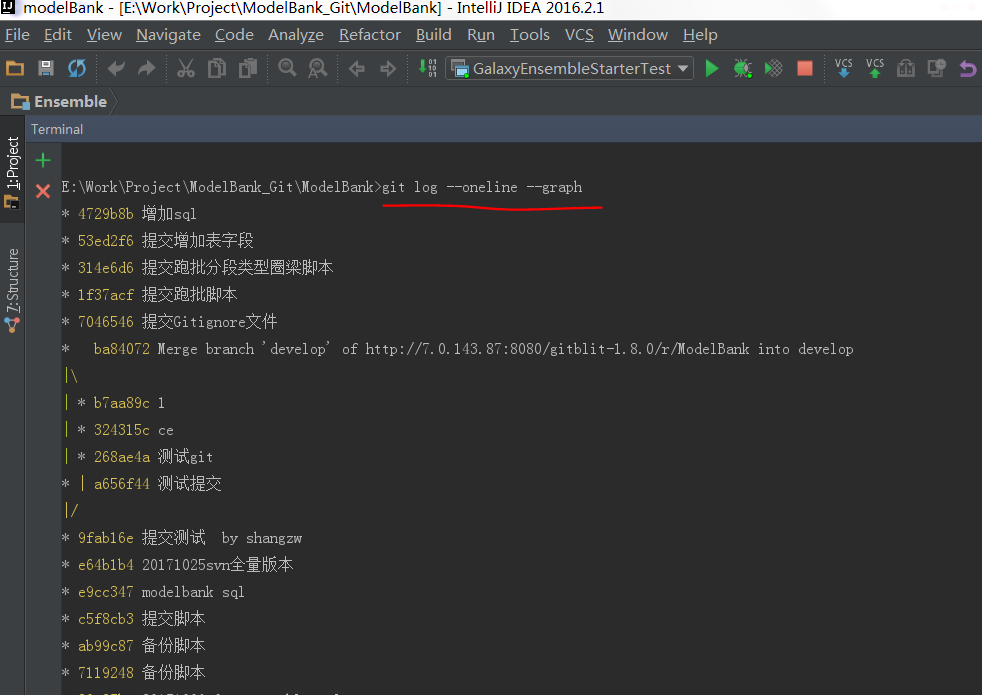 modelBank - [E:\Work\Project\ModelBank_Git\ModelBank] - IntelliJ IDEA 2016.2.1
File Edit View Navigate Code Analyze Refactor Build Run Tools VCS Window Help
GalaxyEnsembleStarterTest VCS VCS
Ensemble
Terminal
1:Project
7:Structure
E:\Work\Project\ModelBank_Git\ModelBank>git log --oneline --graph
* 4729b8b 增加sql
* 53ed2f6 提交增加表字段
* 314e6d6 提交跑批分段类型圈梁脚本
* 1f37acf 提交跑批脚本
* 7046546 提交Gitignore文件
*   ba84072 Merge branch 'develop' of http://7.0.143.87:8080/gitblit-1.8.0/r/ModelBank into develop
|\
| * b7aa89c 1
| * 324315c ce
| * 268ae4a 测试git
* | a656f44 测试提交
|/
* 9fab16e 提交测试  by shangzw
* e64b1b4 20171025svn全量版本
* e9cc347 modelbank sql
* c5f8cb3 提交脚本
* ab99c87 备份脚本
* 7119248 备份脚本